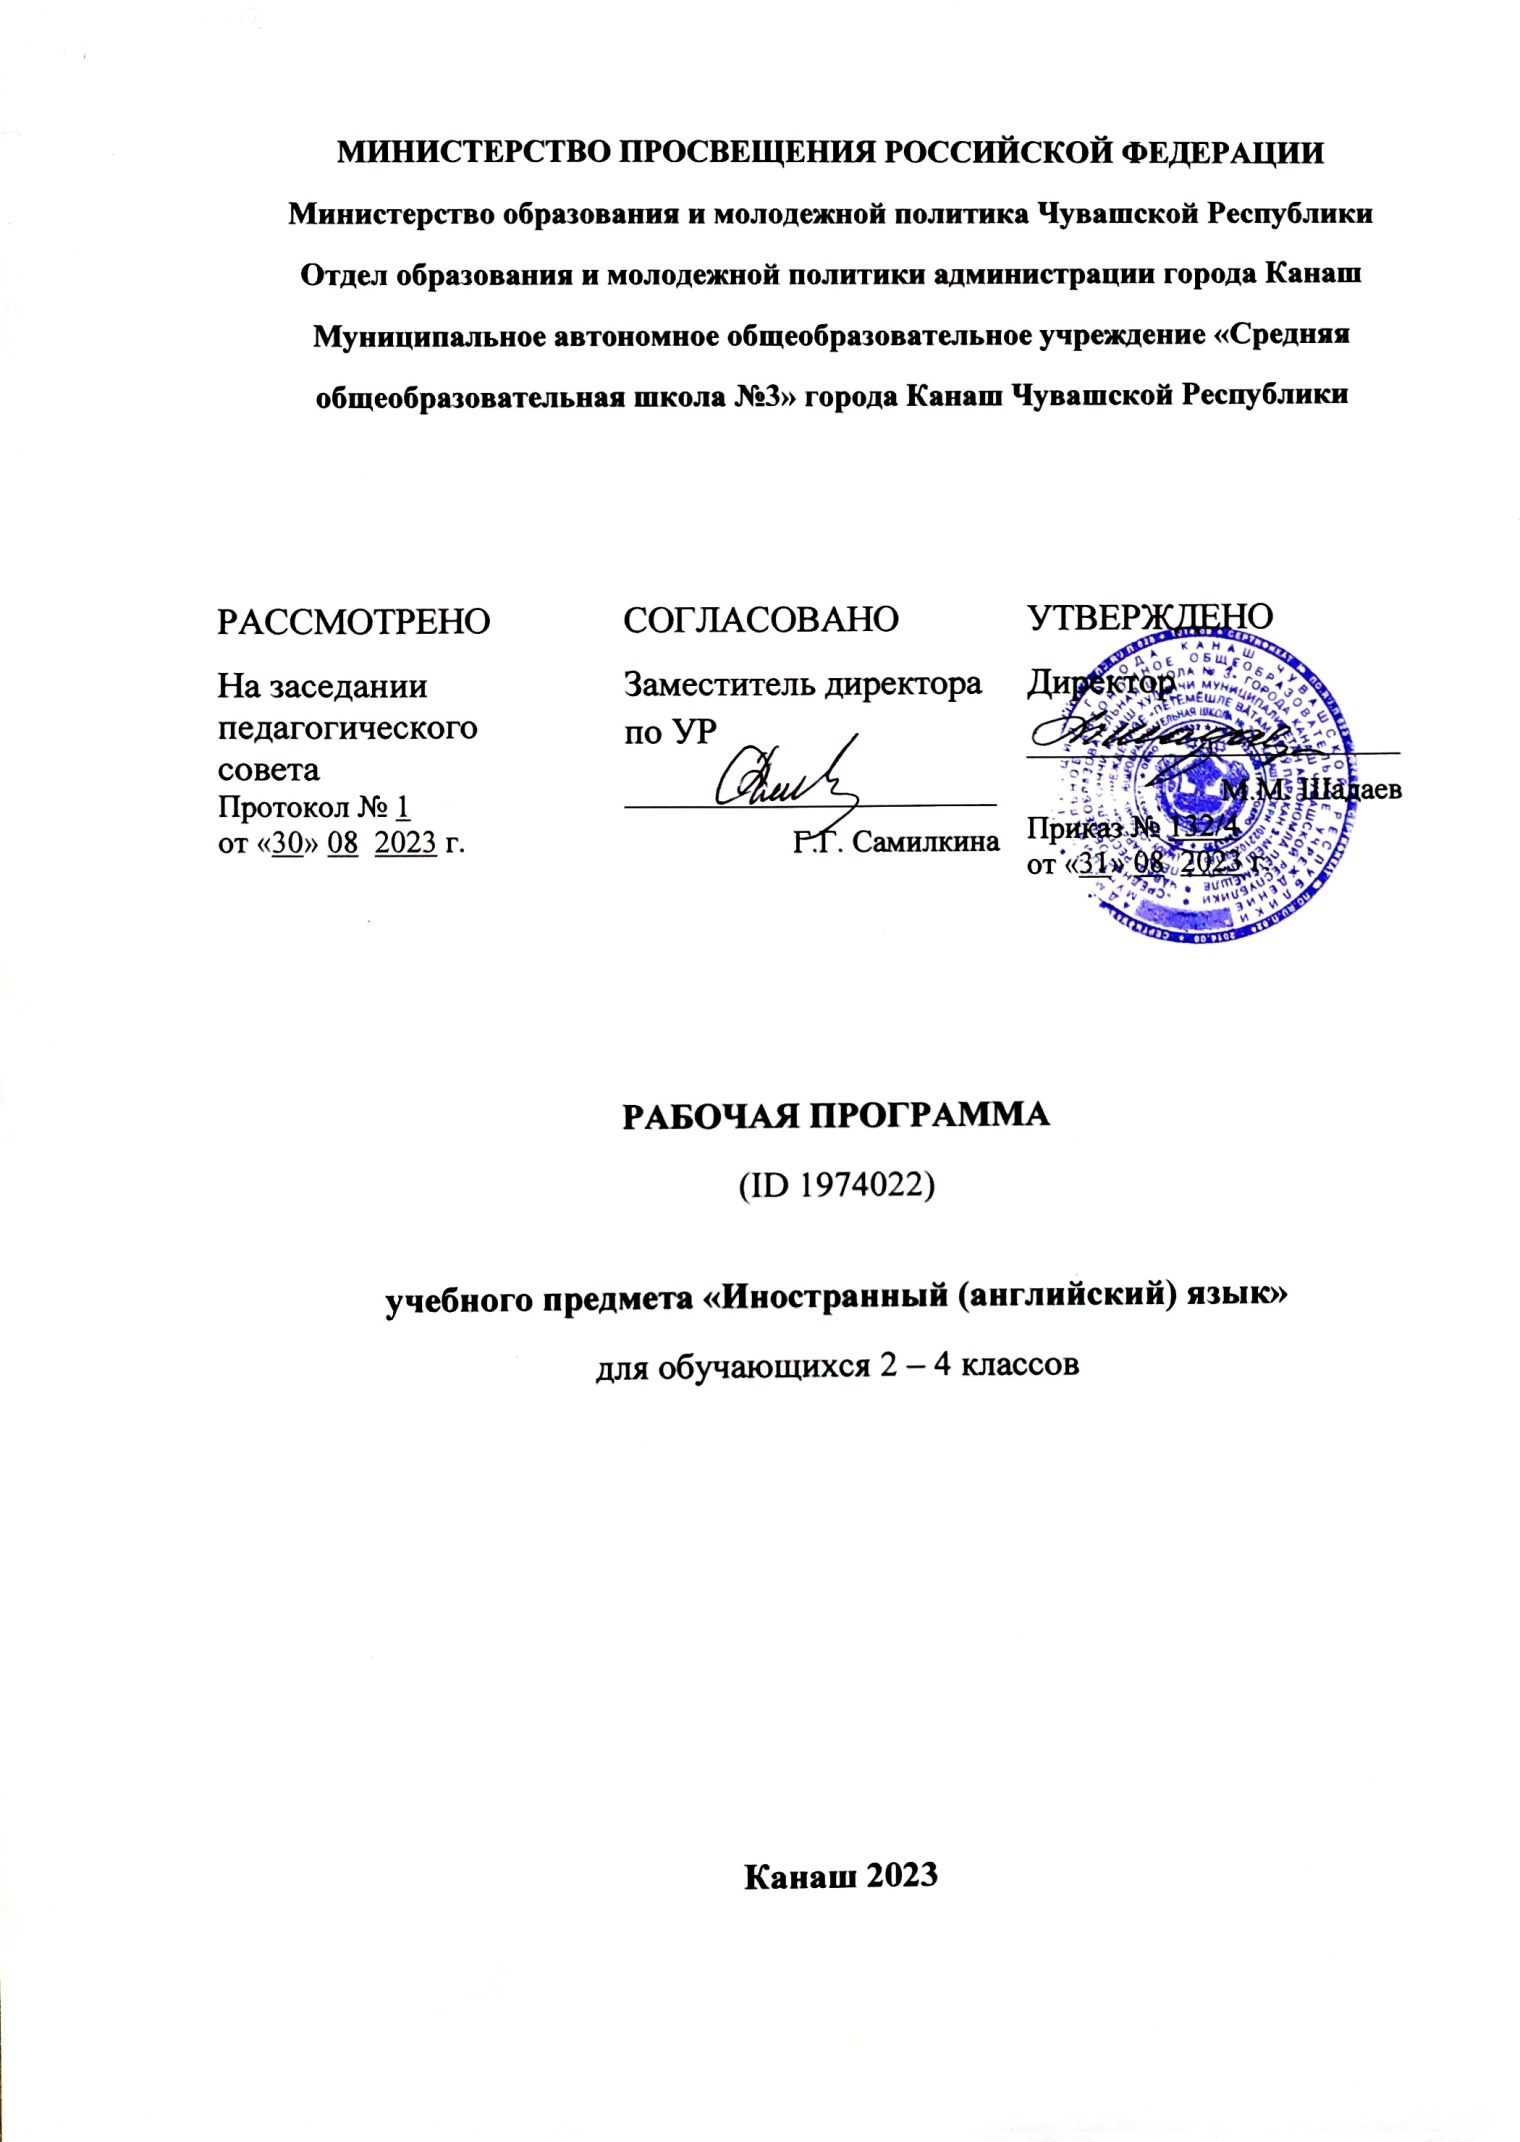 МИНИСТЕРСТВО ПРОСВЕЩЕНИЯ РОССИЙСКОЙ ФЕДЕРАЦИИ
Министерство образования и молодежной политика Чувашской Республики
Отдел образования и молодежной политики администрации города Канаш
Муниципальное автономное общеобразовательное учреждение «Средняя
общеобразовательная школа №3» города Канаш Чувашской Республики
РАССМОТРЕНО
На заседании
педагогического
совета
Протокол № 1
от «30» 08 2023 г.
СОГЛАСОВАНО
Заместитель директора
по УР
Г.Г. Самилкина
УТВЕРЖДЕНО
Директор
М.М. Шадаев
Приказ № 132/4
от «31» 08 2023 г.
РАБОЧАЯ ПРОГРАММА
(ID 1974022)
учебного предмета «Иностранный (английский) язык»
для обучающихся 2 – 4 классов
Канаш 2023